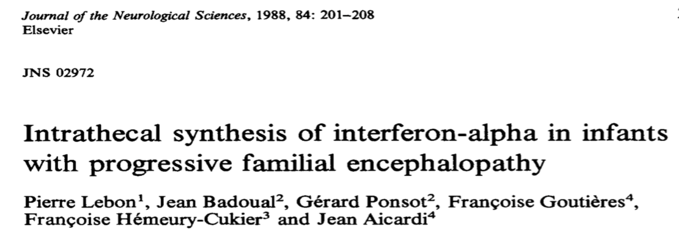 Journal of the Neurological Sciences, 1988, 84: 201–208
Elsevier
JNS 02972
Intrathecal synthesis of interferon-alpha in infants
with progressive familial encephalopathy
Pierre Lebon¹, Jean Badoual², Gérard Ponsot², Françoise Goutières⁴,
Françoise Hémeury-Cukier³ and Jean Aicardi⁴